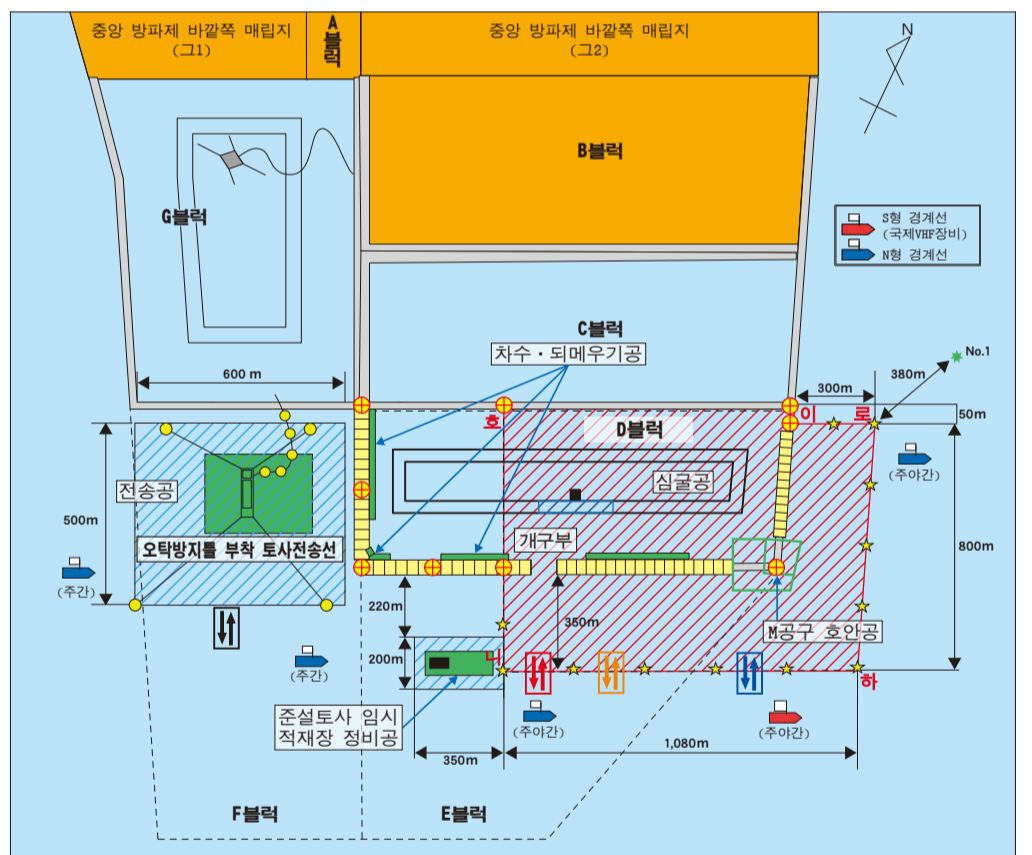 중앙 방파제 바깥쪽 매립지
(그1)
A블럭
중앙 방파제 바깥쪽 매립지
(그2)
N
B블럭
G블럭
S형 경계선
(국제VHF장비)
N형 경계선
C블럭
차수·되메우기공
No.1
600 m
380m
300m
50m
호
D블럭
이
로
전송공
심굴공
(주야간)
500m
오탁방지틀 부착 토사전송선
개구부
800m
(주간)
220m
350m
M공구 호안공
200m
니
(주간)
하
준설토사 임시
적재장 정비공
(주야간)
(주야간)
350m
1,080m
F블럭
E블럭